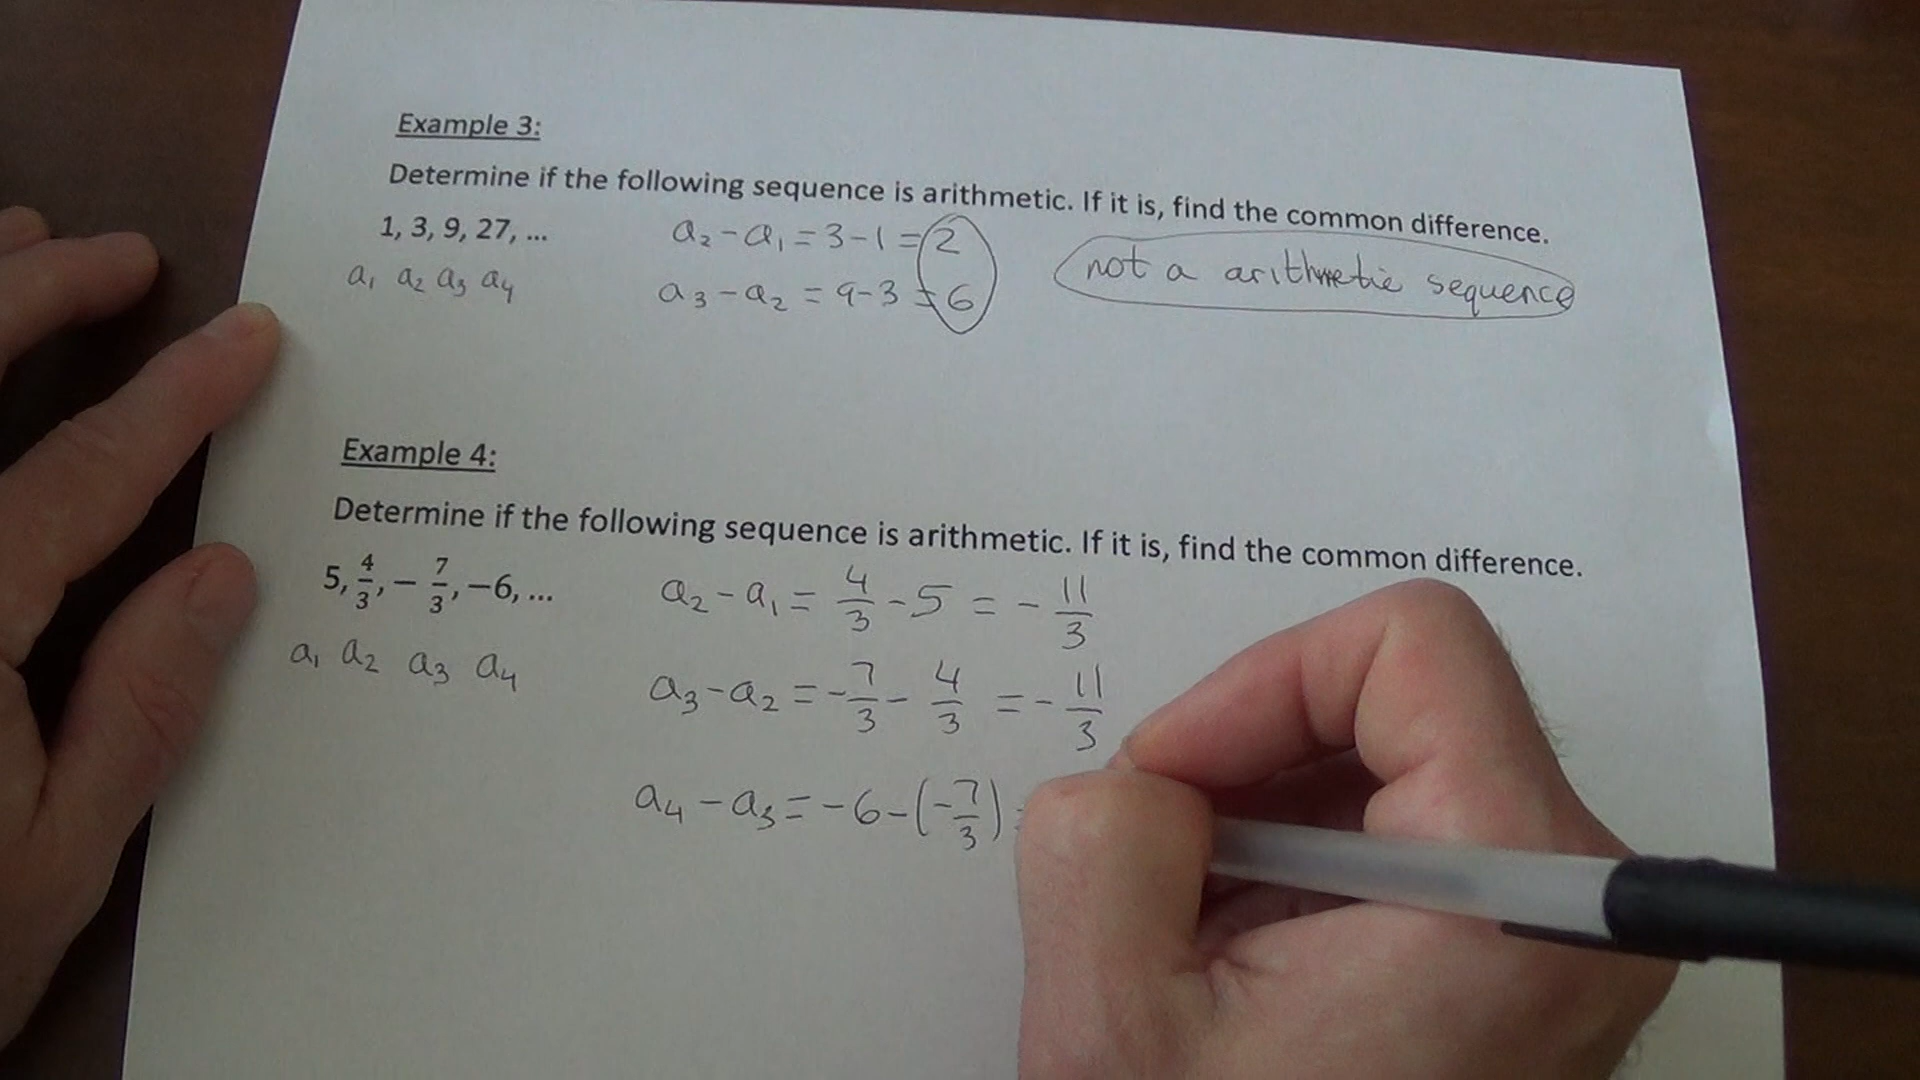 Example 3:
Determine if the following sequence is arithmetic. If it is, find the common difference.
1, 3, 9, 27, ...
a₂ - a₁ = 3 - 1 = 2
not a arithmetic sequence
a₁ a₂ a₃ a₄
a₃ - a₂ = 9 - 3 = 6
Example 4:
Determine if the following sequence is arithmetic. If it is, find the common difference.
5, 4/3, - 7/3, -6, ...
a₂ - a₁ = 4/3 - 5 = - 11/3
a₁ a₂ a₃ a₄
a₃ - a₂ = - 7/3 - 4/3 = - 11/3
a₄ - a₃ = -6 - (- 7/3) =